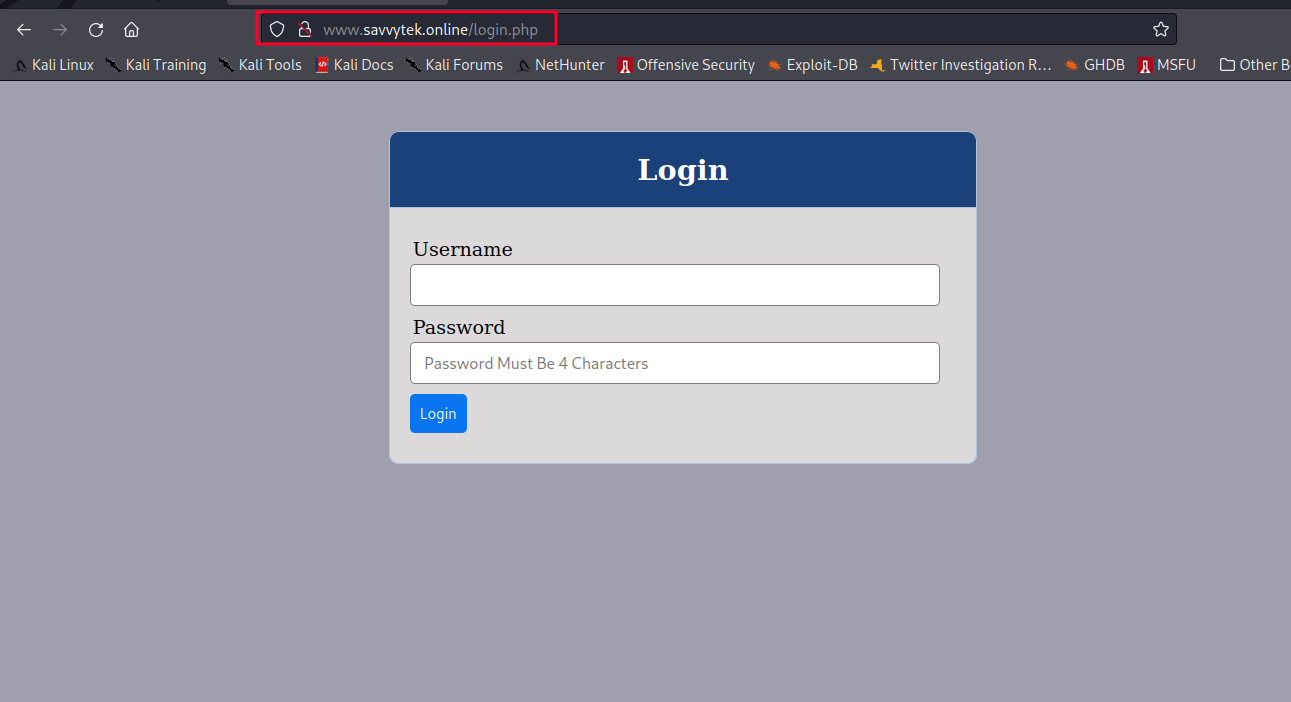 www.savvytek.online/login.php
Kali Linux Kali Training Kali Tools Kali Docs Kali Forums NetHunter Offensive Security Exploit-DB Twitter Investigation R… GHDB MSFU Other B
Login
Username
Password
Password Must Be 4 Characters
Login